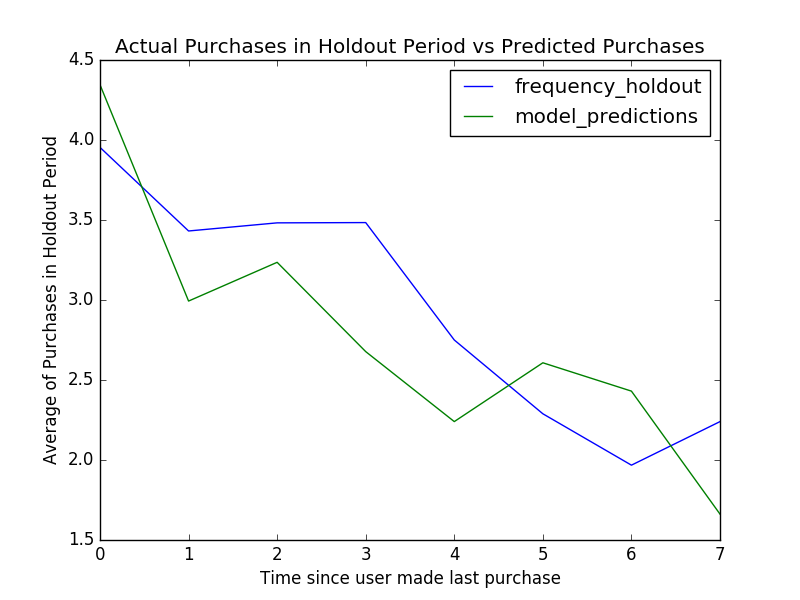 Actual Purchases in Holdout Period vs Predicted Purchases
frequency_holdout
model_predictions
Average of Purchases in Holdout Period
4.5
4.0
3.5
3.0
2.5
2.0
1.5
0 1 2 3 4 5 6 7
Time since user made last purchase